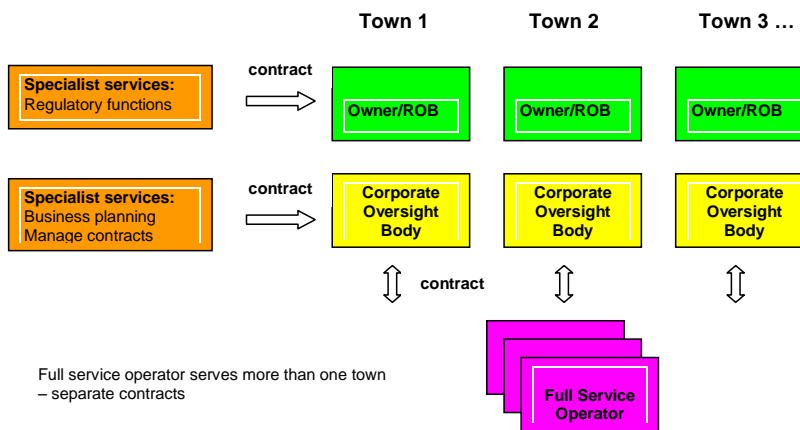 Town 1
Town 2
Town 3 ...
Specialist services:
Regulatory functions
contract
Owner/ROB
Owner/ROB
Owner/ROB
Specialist services:
Business planning
Manage contracts
contract
Corporate
Oversight
Body
Corporate
Oversight
Body
Corporate
Oversight
Body
contract
Full service operator serves more than one town
– separate contracts
Full Service
Operator